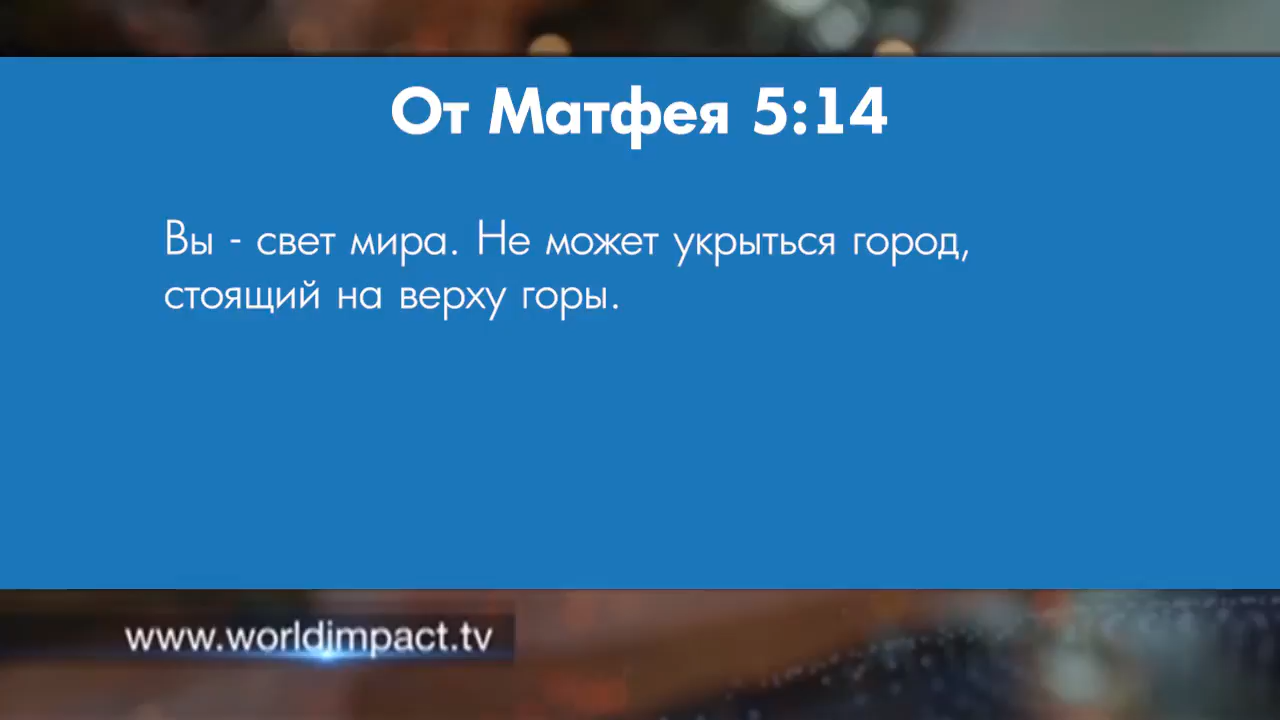 От Матфея 5:14
Вы - свет мира. Не может укрыться город,
стоящий на верху горы.
www.worldimpact.tv